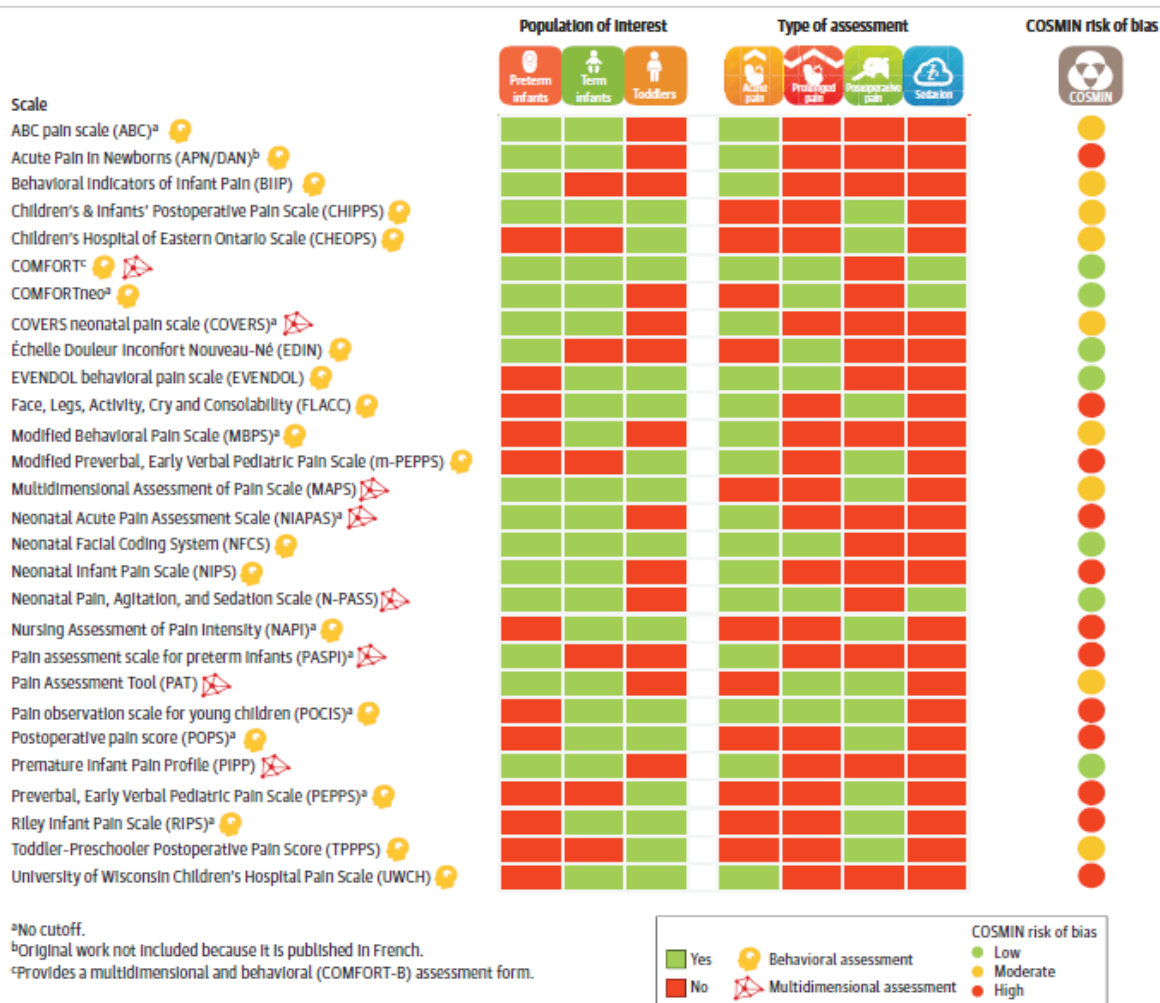 Population of Interest Type of assessment COSMIN risk of bias
Preterm infants Term infants Toddlers Acute pain Prolonged pain Postoperative pain Sedation COSMIN
Scale
ABC pain scale (ABC)ᵃ
Acute Pain in Newborns (APN/DAN)ᵇ
Behavioral Indicators of Infant Pain (BIIP)
Children's & Infants' Postoperative Pain Scale (CHIPPS)
Children's Hospital of Eastern Ontario Scale (CHEOPS)
COMFORTᶜ
COMFORTneoᵃ
COVERS neonatal pain scale (COVERS)ᵃ
Échelle Douleur Inconfort Nouveau-Né (EDIN)
EVENDOL behavioral pain scale (EVENDOL)
Face, Legs, Activity, Cry and Consolability (FLACC)
Modified Behavioral Pain Scale (MBPS)ᵃ
Modified Preverbal, Early Verbal Pediatric Pain Scale (m-PEPPS)
Multidimensional Assessment of Pain Scale (MAPS)
Neonatal Acute Pain Assessment Scale (NIAPAS)ᵃ
Neonatal Facial Coding System (NFCS)
Neonatal Infant Pain Scale (NIPS)
Neonatal Pain, Agitation, and Sedation Scale (N-PASS)
Nursing Assessment of Pain Intensity (NAPI)ᵃ
Pain assessment scale for preterm Infants (PASPI)ᵃ
Pain Assessment Tool (PAT)
Pain observation scale for young children (POCIS)ᵃ
Postoperative pain score (POPS)ᵃ
Premature Infant Pain Profile (PIPP)
Preverbal, Early Verbal Pediatric Pain Scale (PEPPS)ᵃ
Riley Infant Pain Scale (RIPS)ᵃ
Toddler-Preschooler Postoperative Pain Score (TPPPS)
University of Wisconsin Children's Hospital Pain Scale (UWCH)
ᵃNo cutoff.
ᵇOriginal work not included because it is published in French.
ᶜProvides a multidimensional and behavioral (COMFORT-B) assessment form.
COSMIN risk of bias
Yes Behavioral assessment Low
Moderate
No Multidimensional assessment High